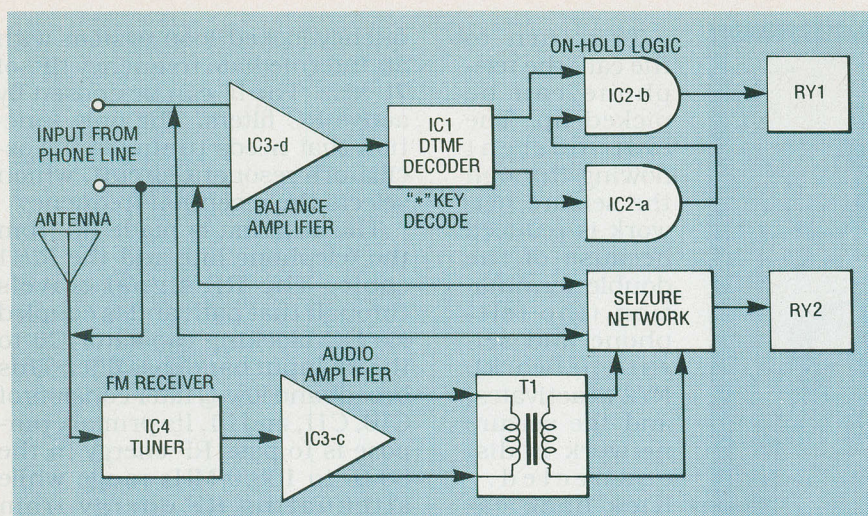 ON-HOLD LOGIC
INPUT FROM
PHONE LINE
IC3-d
BALANCE
AMPLIFIER
IC1
DTMF
DECODER
"*" KEY
DECODE
IC2-b
IC2-a
RY1
ANTENNA
SEIZURE
NETWORK
RY2
FM RECEIVER
IC4
TUNER
AUDIO
AMPLIFIER
IC3-c
T1